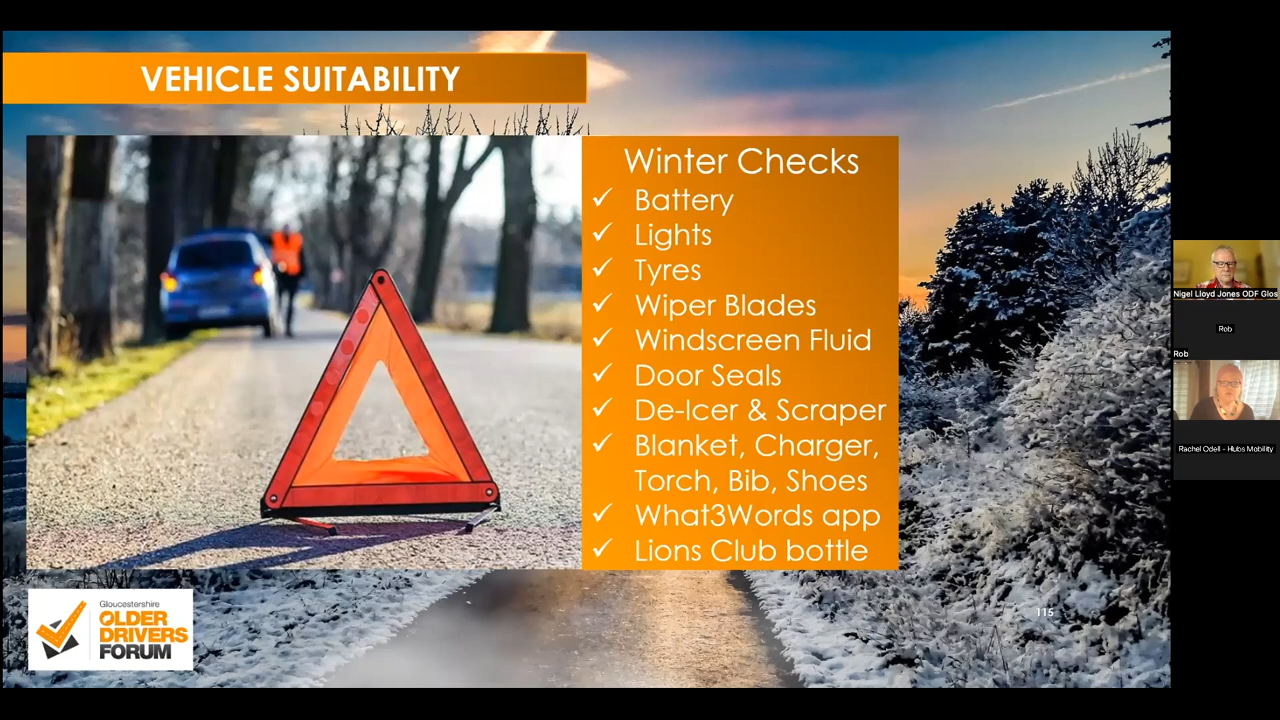 VEHICLE SUITABILITY
Winter Checks
✓ Battery
✓ Lights
✓ Tyres
✓ Wiper Blades
✓ Windscreen Fluid
✓ Door Seals
✓ De-Icer & Scraper
✓ Blanket, Charger,
Torch, Bib, Shoes
✓ What3Words app
✓ Lions Club bottle
Gloucestershire
OLDER
DRIVERS
FORUM
115
Nigel Lloyd Jones ODF Glos
Rob
Rob
Rachel Odell - Hubs Mobility